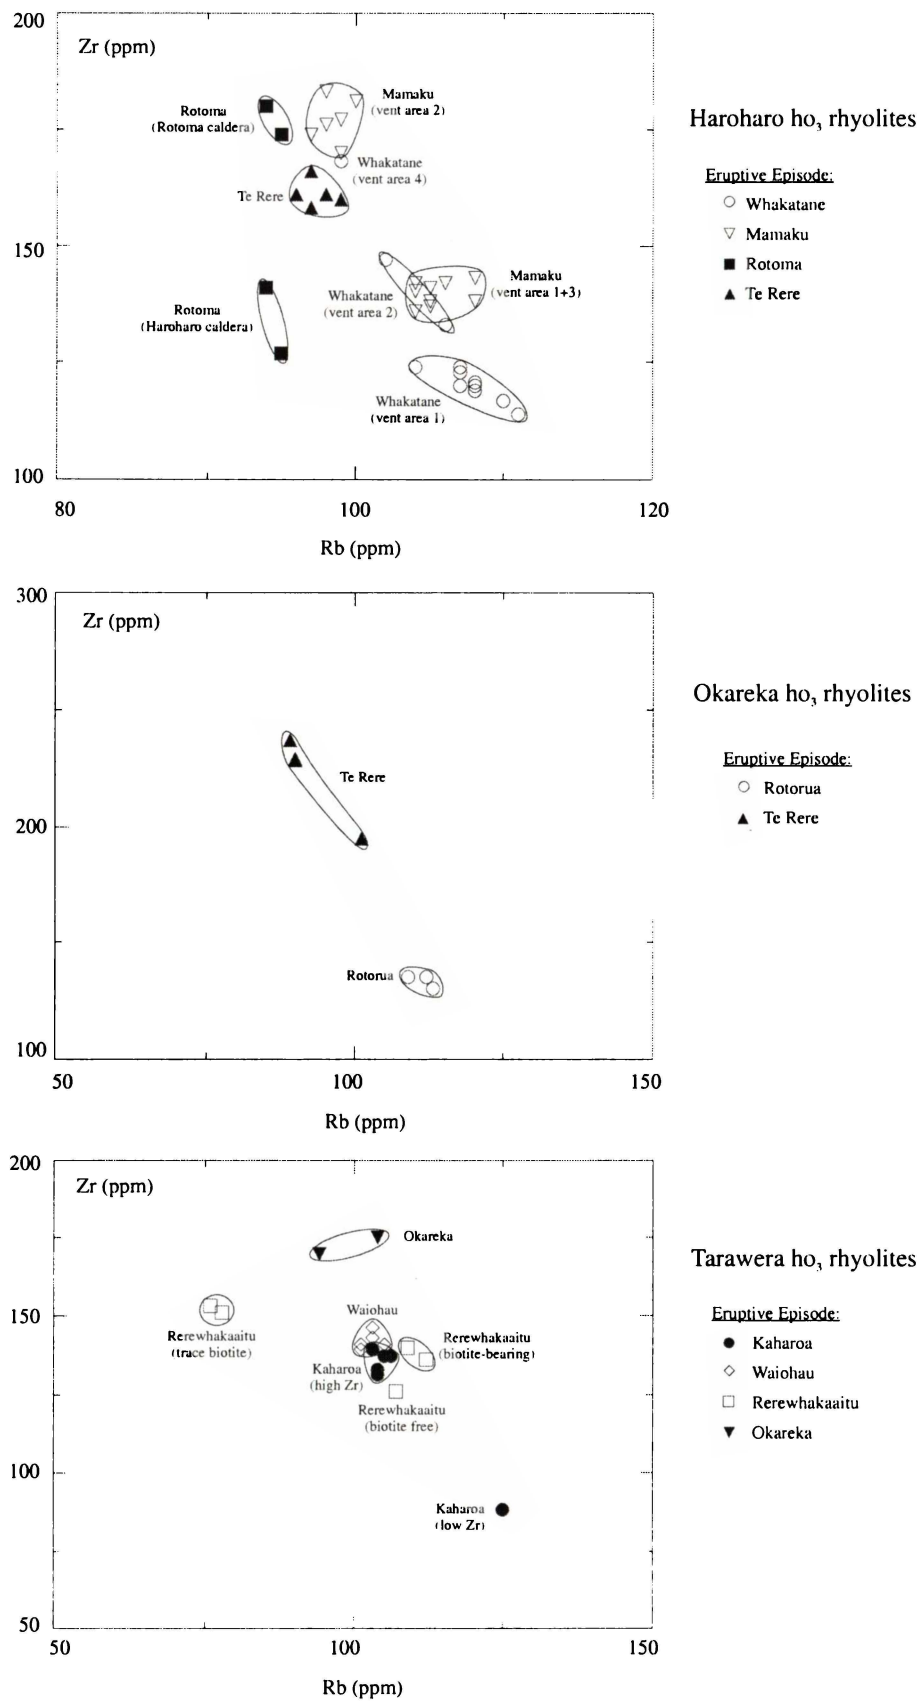 200
Zr (ppm)
Rotoma
(Rotoma caldera)
Mamaku
(vent area 2)
Whakatane
(vent area 4)
Te Rere
150
Rotoma
(Haroharo caldera)
Whakatane
(vent area 2)
Mamaku
(vent area 1+3)
Whakatane
(vent area 1)
100
80
100
120
Rb (ppm)
Haroharo ho₃ rhyolites
Eruptive Episode:
Whakatane
Mamaku
Rotoma
Te Rere
300
Zr (ppm)
Te Rere
200
Rotorua
100
50
100
150
Rb (ppm)
Okareka ho₃ rhyolites
Eruptive Episode:
Rotorua
Te Rere
200
Zr (ppm)
Okareka
150
Rerewhakaaitu
(trace biotite)
Waiohau
Rerewhakaaitu
(biotite-bearing)
Kaharoa
(high Zr)
Rerewhakaaitu
(biotite free)
100
Kaharoa
(low Zr)
50
50
100
150
Rb (ppm)
Tarawera ho₃ rhyolites
Eruptive Episode:
Kaharoa
Waiohau
Rerewhakaaitu
Okareka